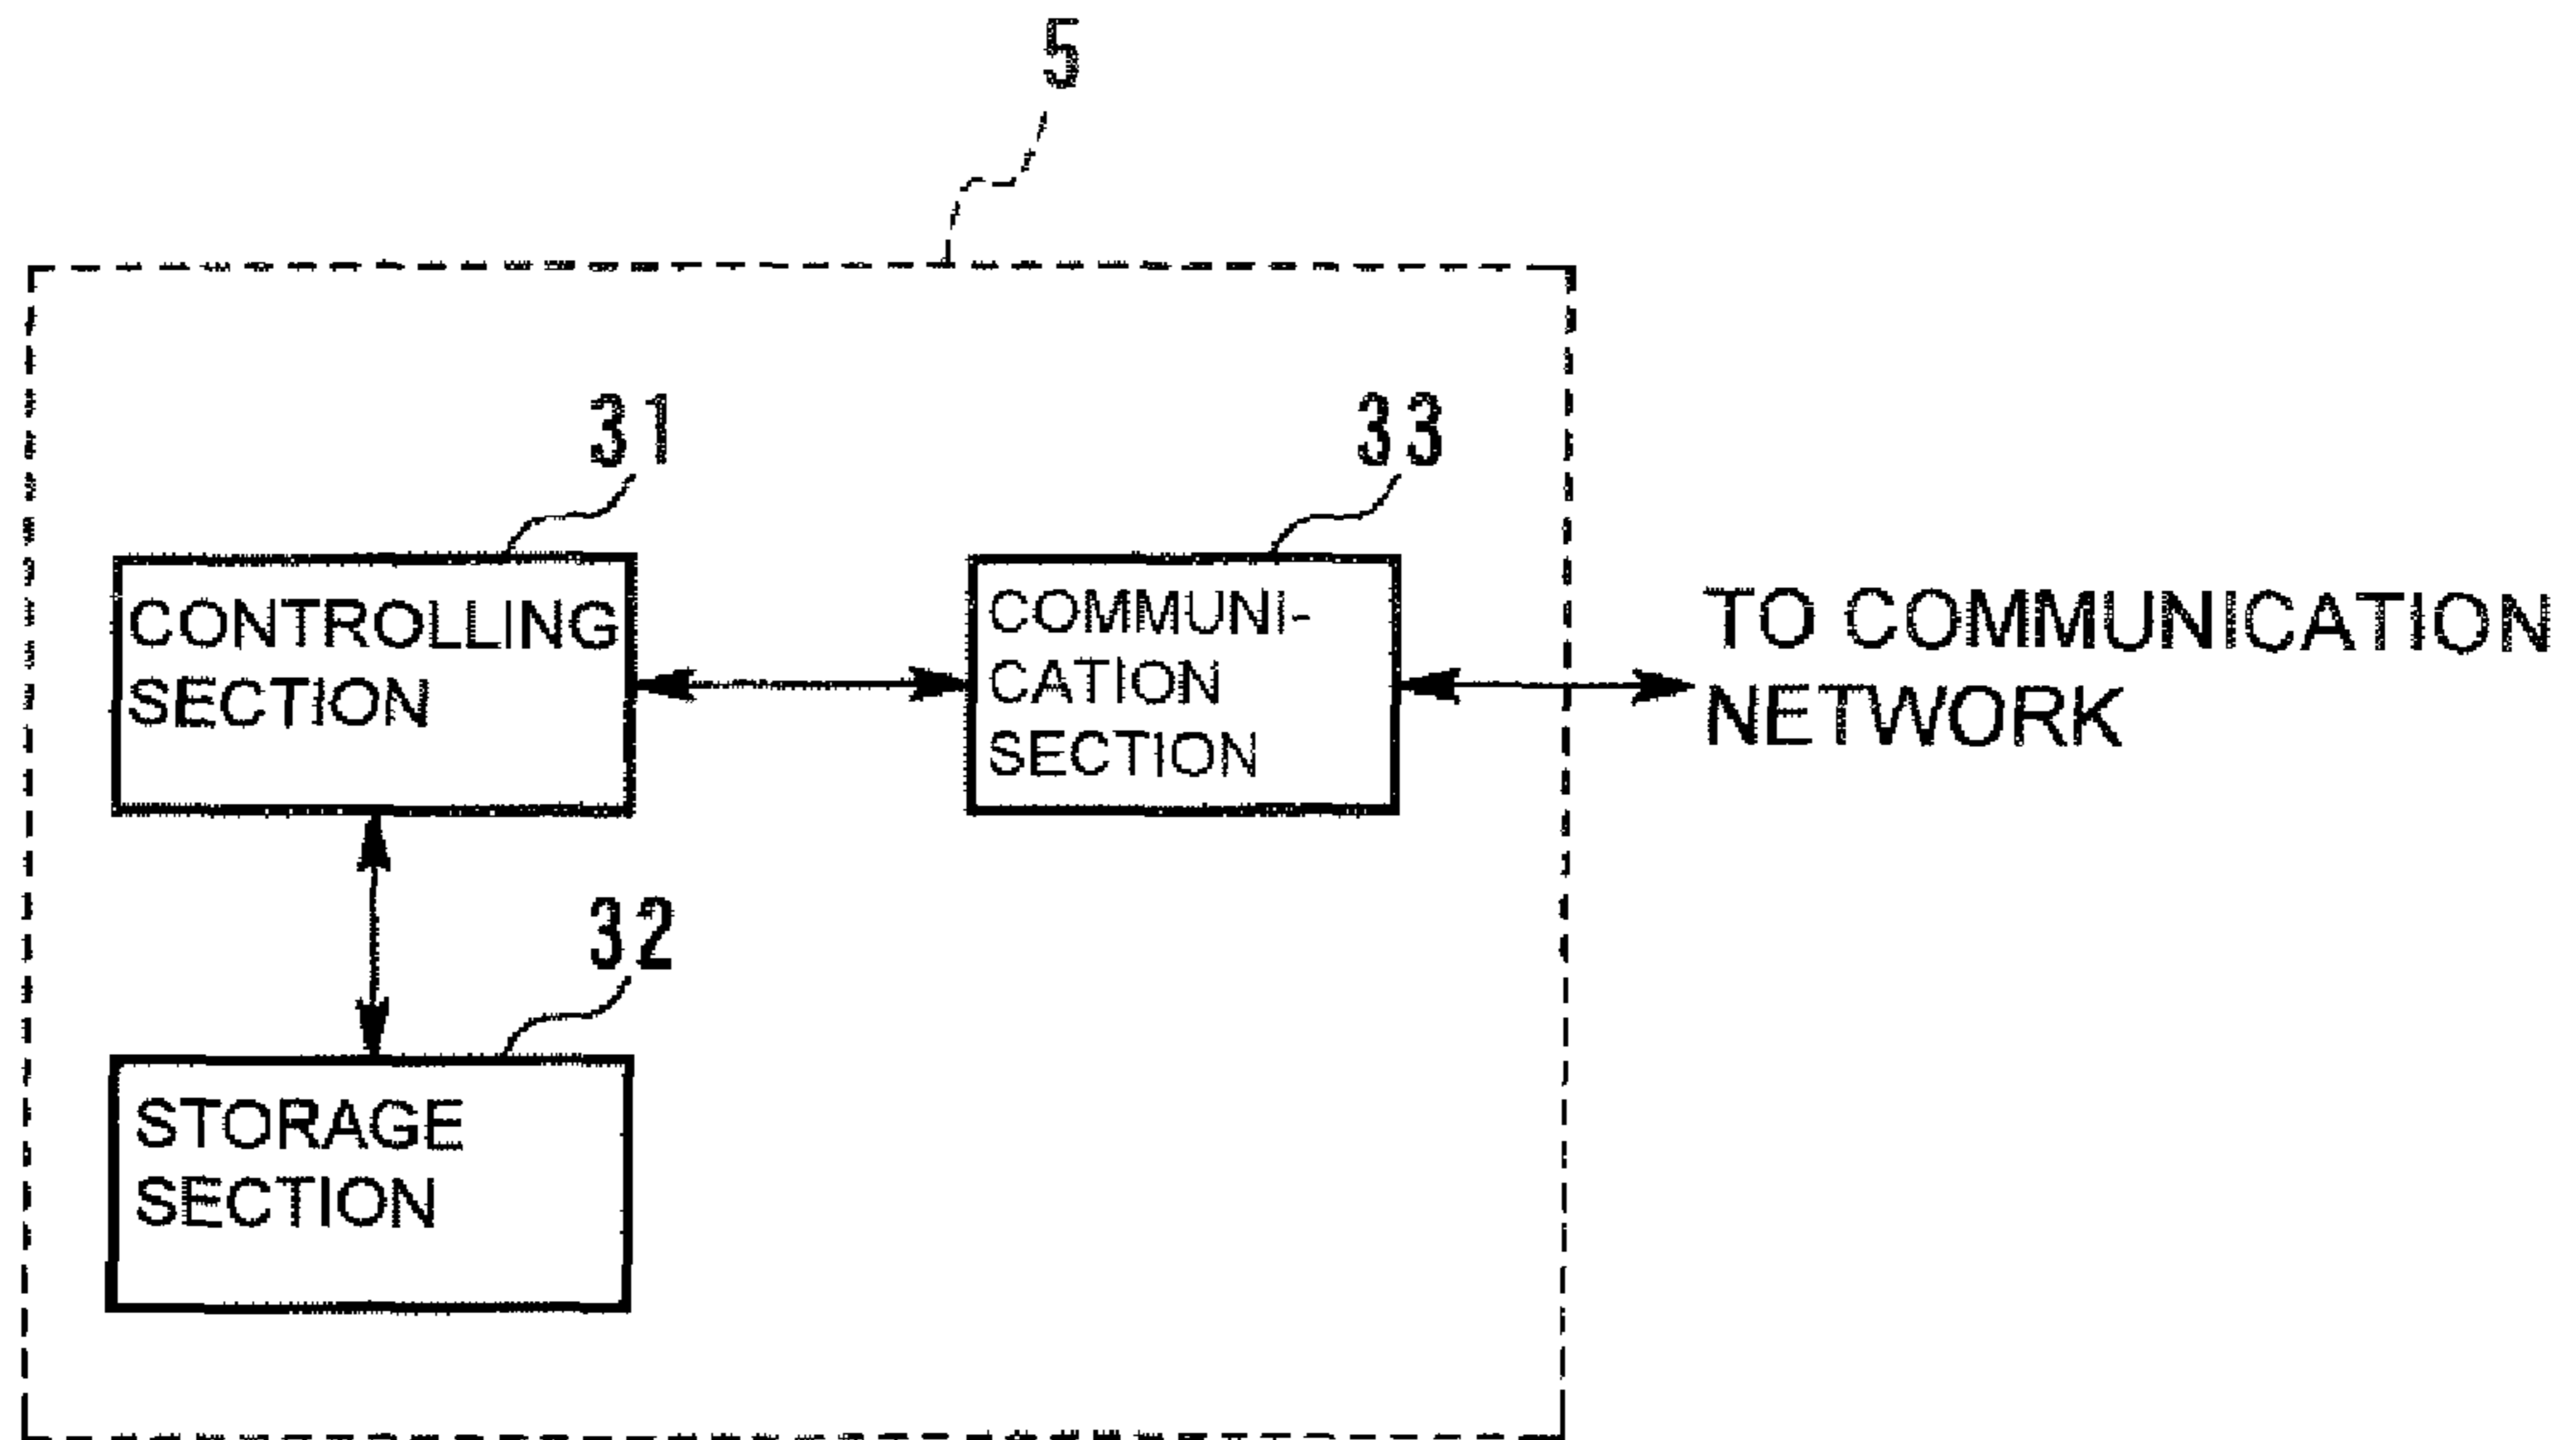 5
31
33
CONTROLLING
SECTION
COMMUNI-
CATION
SECTION
TO COMMUNICATION
NETWORK
32
STORAGE
SECTION